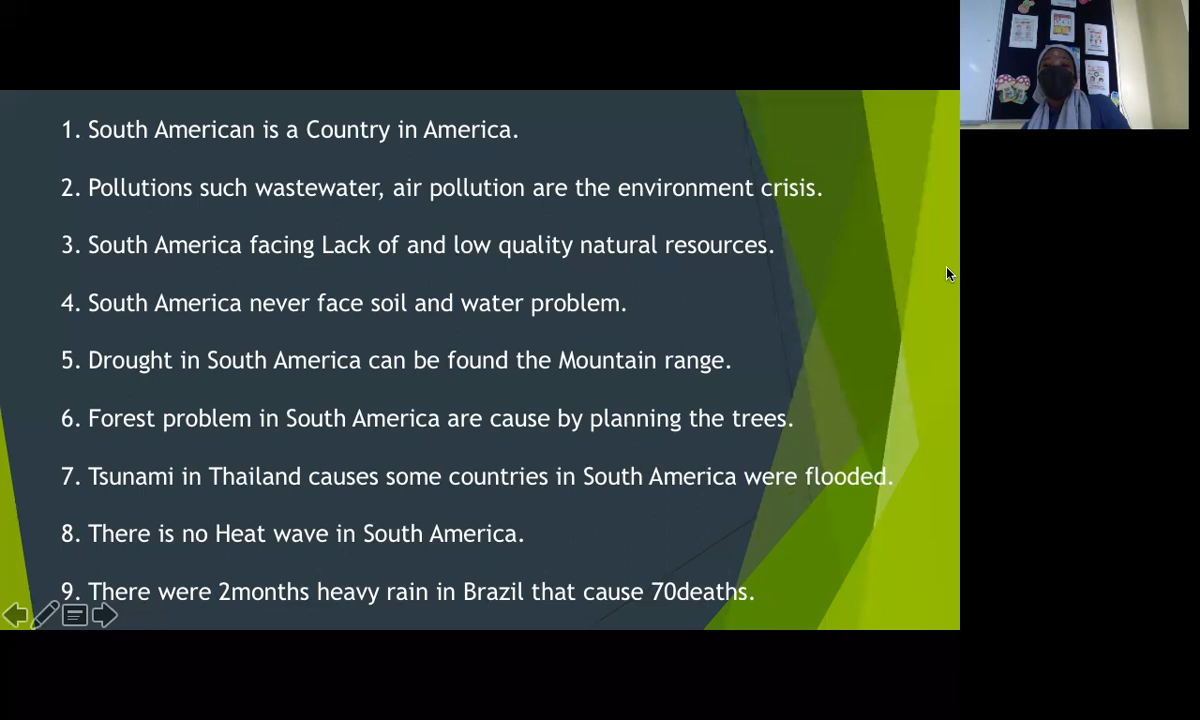 1. South American is a Country in America.
2. Pollutions such wastewater, air pollution are the environment crisis.
3. South America facing Lack of and low quality natural resources.
4. South America never face soil and water problem.
5. Drought in South America can be found the Mountain range.
6. Forest problem in South America are cause by planning the trees.
7. Tsunami in Thailand causes some countries in South America were flooded.
8. There is no Heat wave in South America.
9. There were 2months heavy rain in Brazil that cause 70deaths.